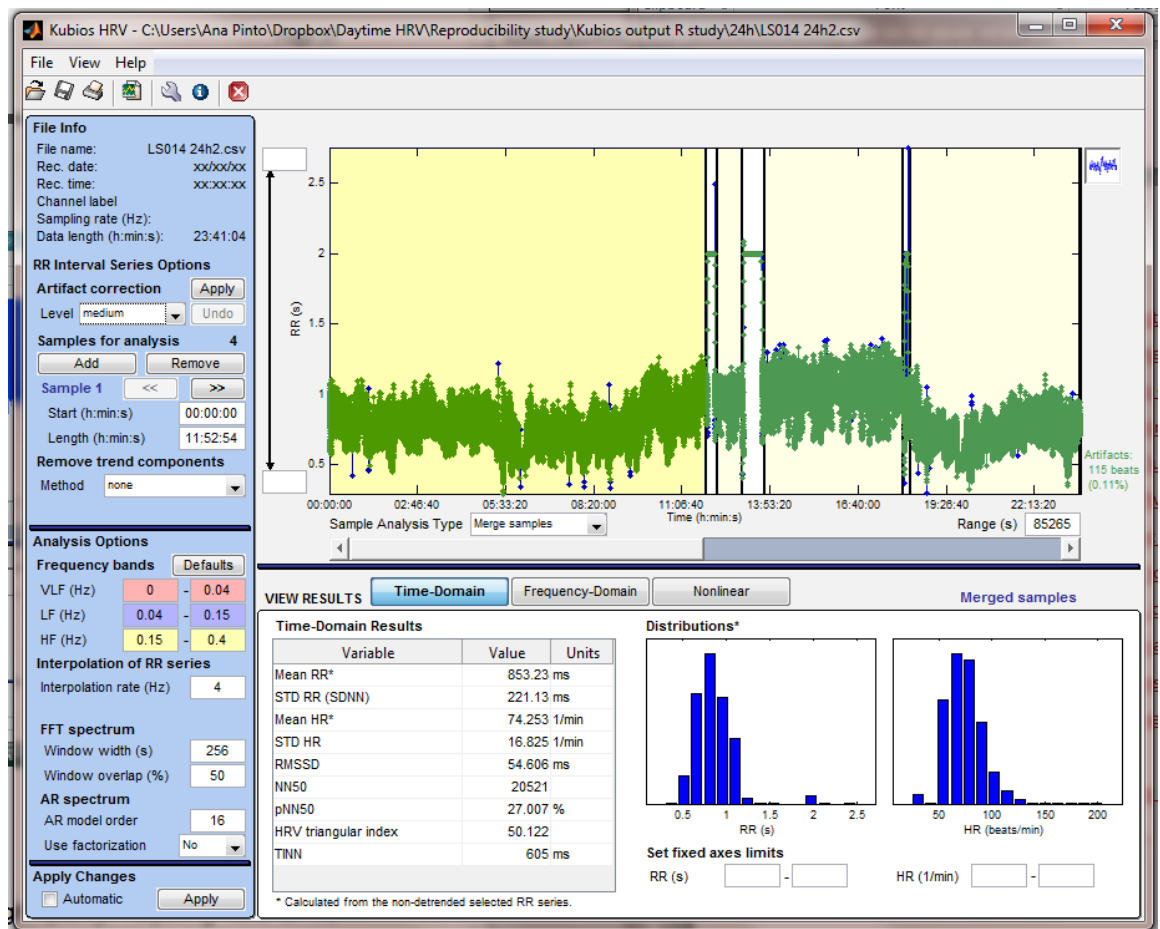 Kubios HRV - C:\Users\Ana Pinto\Dropbox\Daytime HRV\Reproducibility study\Kubios output R study\24h\LS014 24h2.csv
File View Help
File Info
File name: LS014 24h2.csv
Rec. date: xx/xx/xx
Rec. time: xx:xx:xx
Channel label
Sampling rate (Hz):
Data length (h:min:s): 23:41:04
RR Interval Series Options
Artifact correction Apply
Level medium Undo
Samples for analysis 4
Add Remove
Sample 1 << >>
Start (h:min:s) 00:00:00
Length (h:min:s) 11:52:54
Remove trend components
Method none
Analysis Options
Frequency bands Defaults
VLF (Hz) 0 - 0.04
LF (Hz) 0.04 - 0.15
HF (Hz) 0.15 - 0.4
Interpolation of RR series
Interpolation rate (Hz) 4
FFT spectrum
Window width (s) 256
Window overlap (%) 50
AR spectrum
AR model order 16
Use factorization No
Apply Changes
Automatic Apply
RR (s)
2.5
2
1.5
1
0.5
00:00:00 02:46:40 05:33:20 08:20:00 11:06:40 13:53:20 16:40:00 19:26:40 22:13:20
Time (h:min:s)
Artifacts:
115 beats
(0.11%)
Sample Analysis Type Merge samples Range (s) 85265
VIEW RESULTS Time-Domain Frequency-Domain Nonlinear Merged samples
Time-Domain Results
Variable Value Units
Mean RR* 853.23 ms
STD RR (SDNN) 221.13 ms
Mean HR* 74.253 1/min
STD HR 16.825 1/min
RMSSD 54.606 ms
NN50 20521
pNN50 27.007 %
HRV triangular index 50.122
TINN 605 ms
* Calculated from the non-detrended selected RR series.
Distributions*
0.5 1 1.5 2 2.5
RR (s)
50 100 150 200
HR (beats/min)
Set fixed axes limits
RR (s) - HR (1/min) -